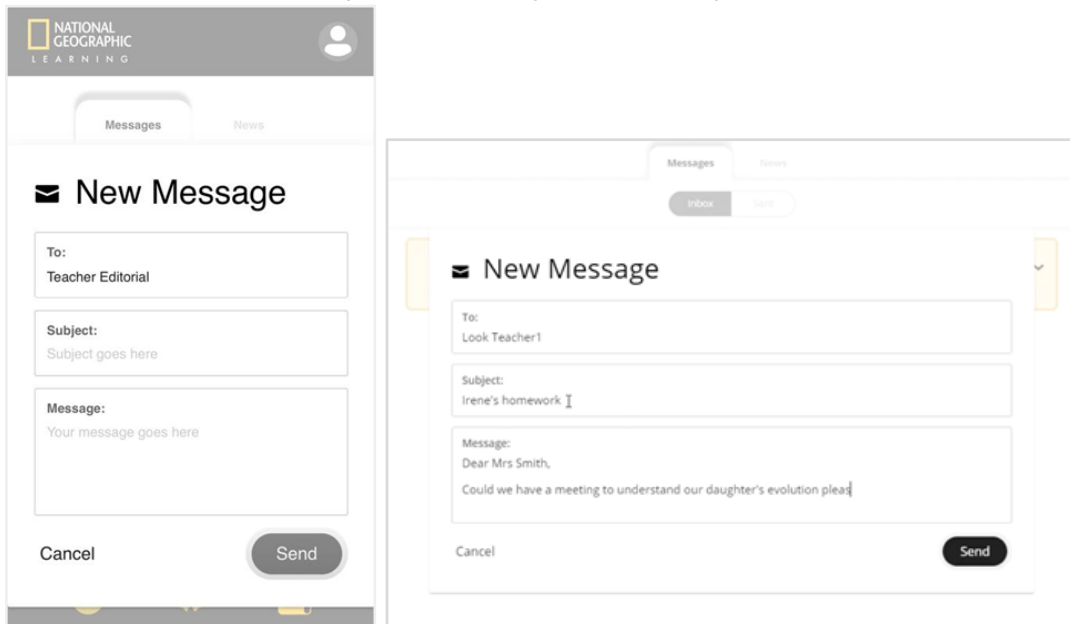 NATIONAL
GEOGRAPHIC
LEARNING
Messages News
New Message
To:
Teacher Editorial
Subject:
Subject goes here
Message:
Your message goes here
Cancel Send
Messages News
Inbox Sent
New Message
To:
Look Teacher1
Subject:
Irene's homework
Message:
Dear Mrs Smith,
Could we have a meeting to understand our daughter's evolution pleas
Cancel Send